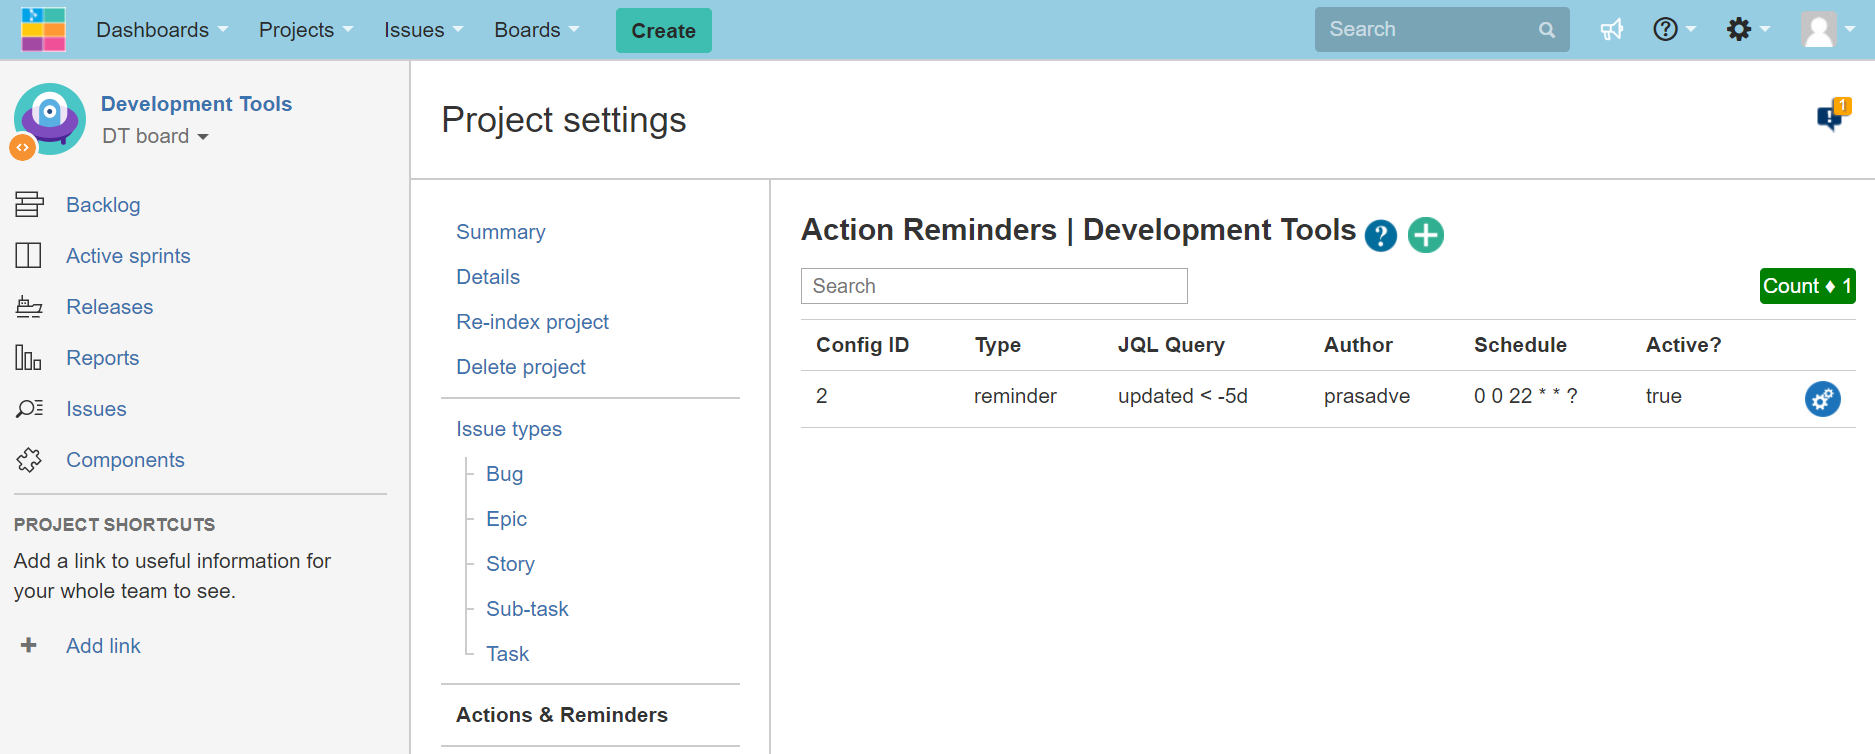 Dashboards Projects Issues Boards Create Search
Development Tools
DT board
Backlog
Active sprints
Releases
Reports
Issues
Components
PROJECT SHORTCUTS
Add a link to useful information for
your whole team to see.
+ Add link
Project settings
1
Summary
Details
Re-index project
Delete project
Issue types
Bug
Epic
Story
Sub-task
Task
Actions & Reminders
Action Reminders | Development Tools ?
Search
Count ♦ 1
Config ID Type JQL Query Author Schedule Active?
2 reminder updated < -5d prasadve 0 0 22 * * ? true